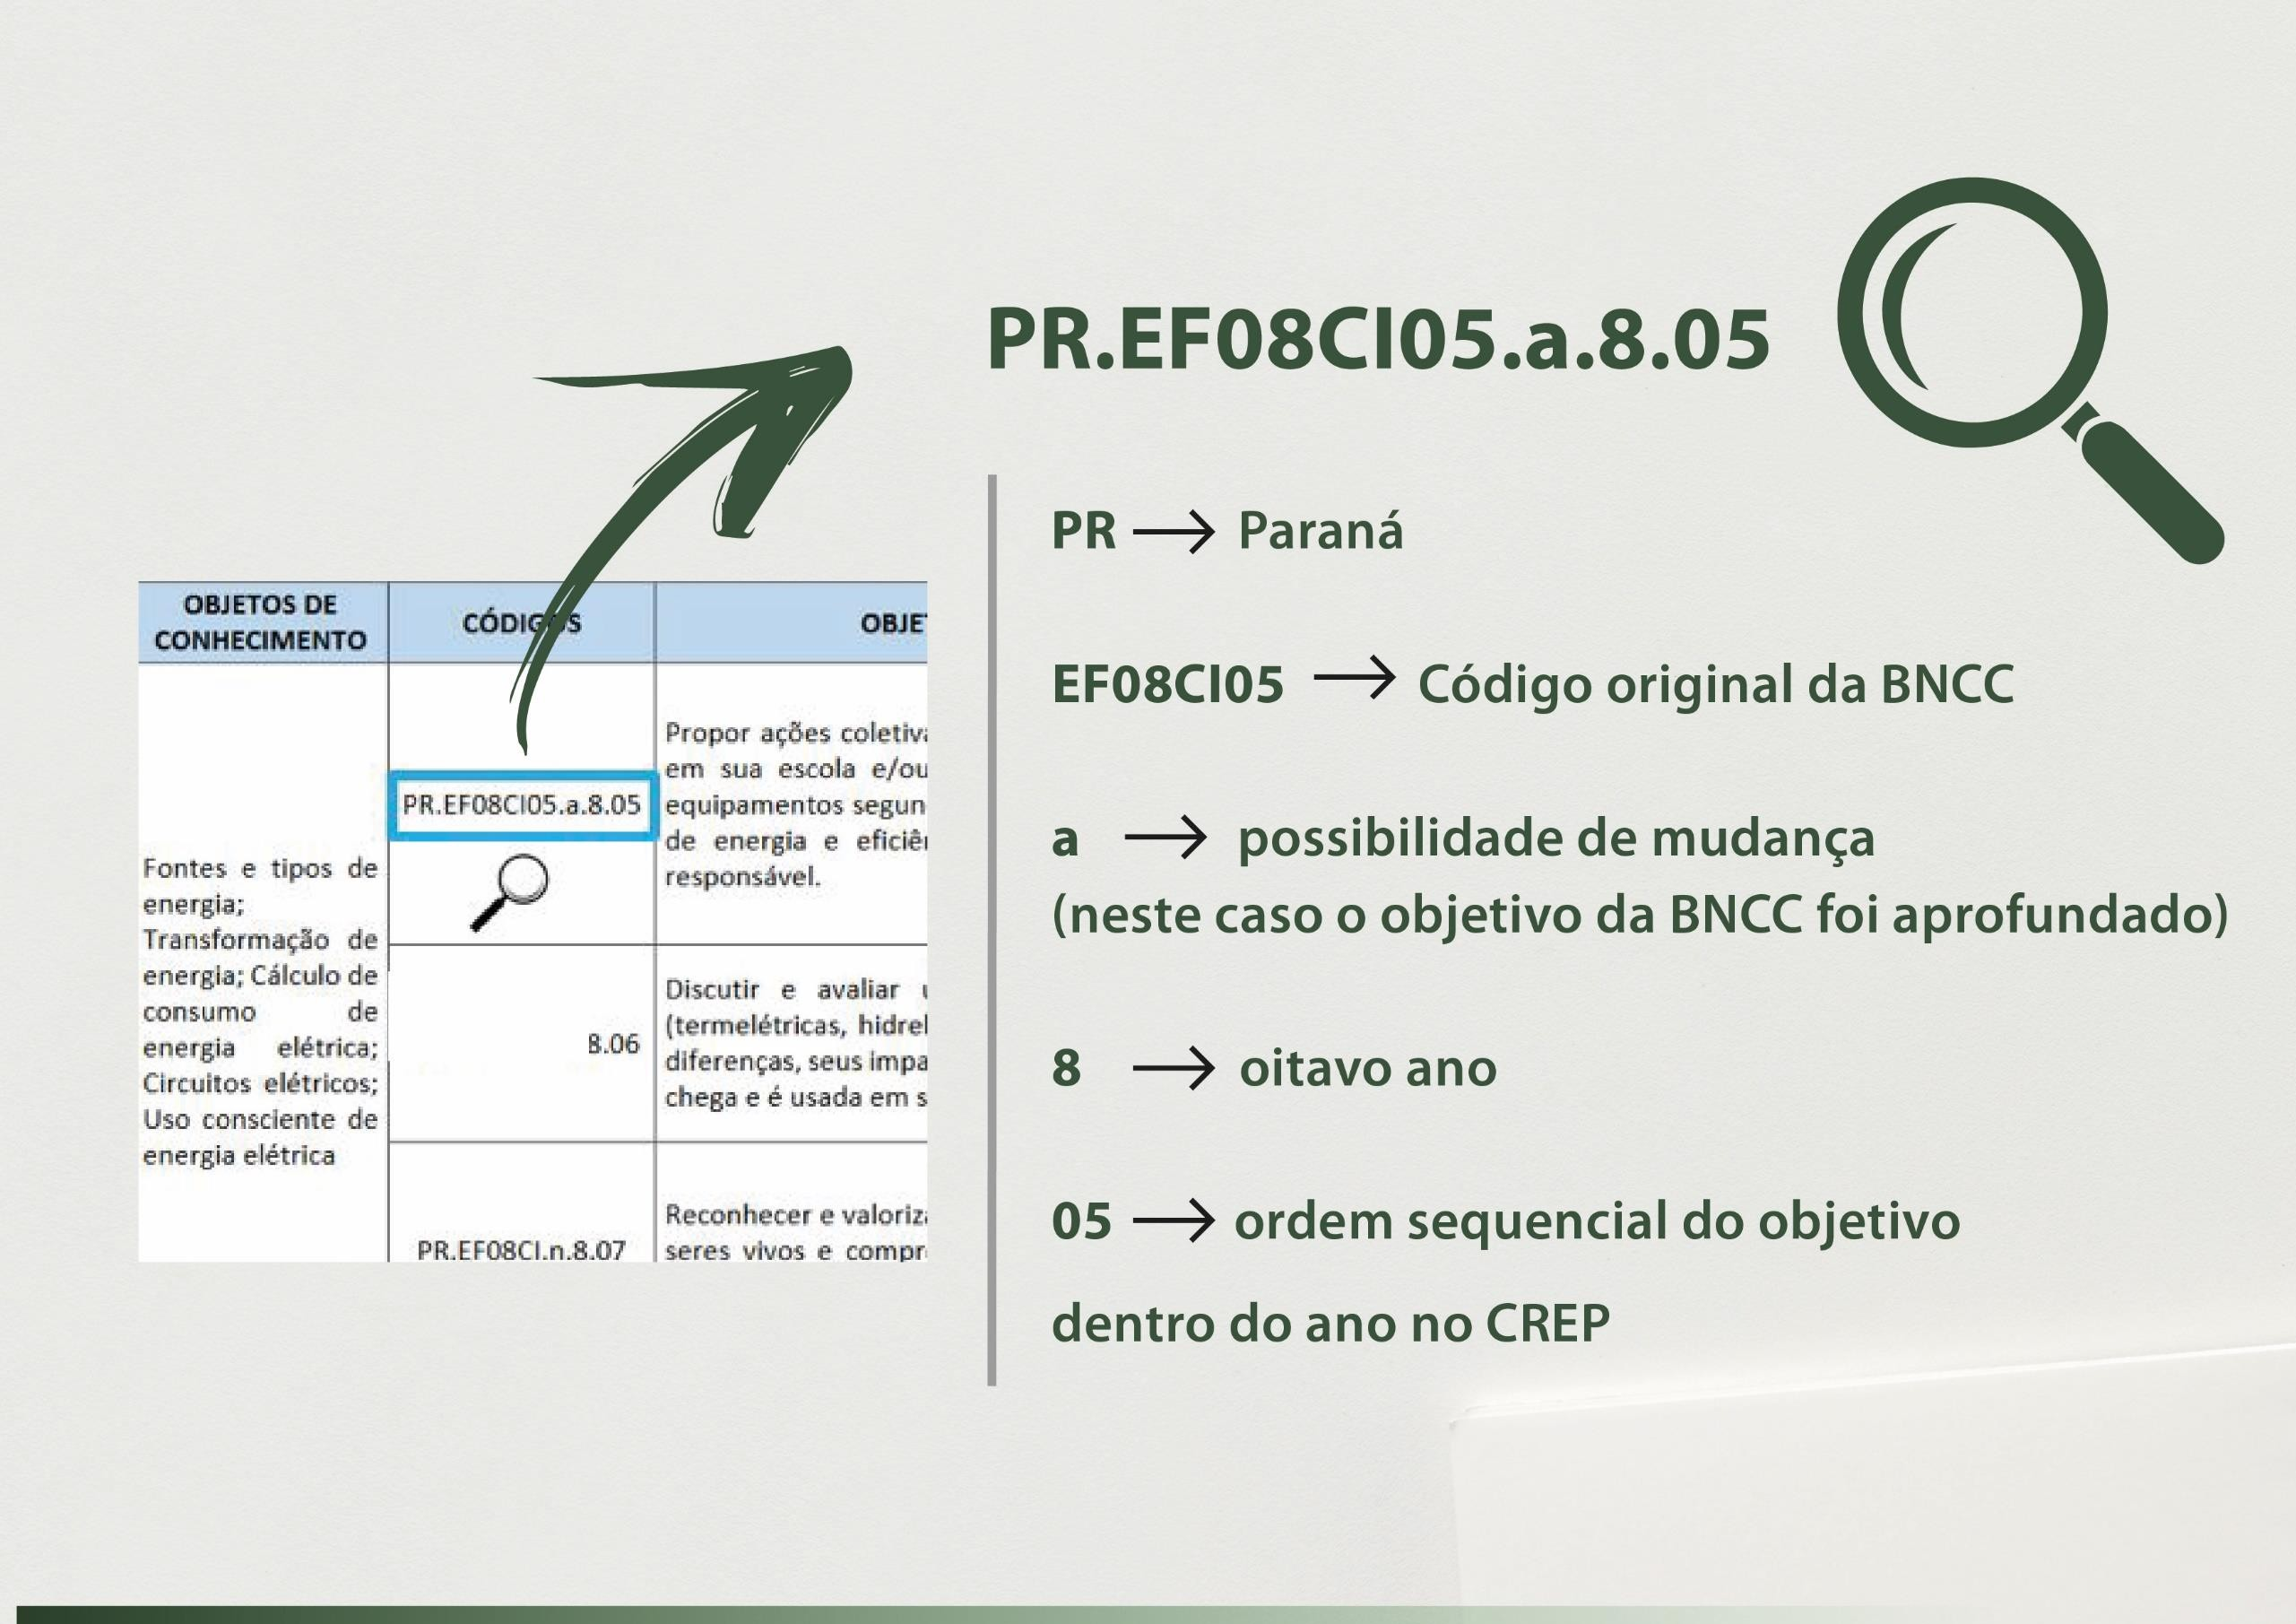 PR.EF08CI05.a.8.05
PR → Paraná
EF08CI05 → Código original da BNCC
a → possibilidade de mudança
(neste caso o objetivo da BNCC foi aprofundado)
8 → oitavo ano
05 → ordem sequencial do objetivo
dentro do ano no CREP
OBJETOS DE
CONHECIMENTO
CÓDIGOS
OBJE
Fontes e tipos de
energia;
Transformação de
energia; Cálculo de
consumo de
energia elétrica;
Circuitos elétricos;
Uso consciente de
energia elétrica
PR.EF08CI05.a.8.05
Propor ações coletiva
em sua escola e/ou
equipamentos segun
de energia e eficiê
responsável.
8.06
Discutir e avaliar
(termelétricas, hidrel
diferenças, seus impa
chega e é usada em s
PR.EF08CI.n.8.07
Reconhecer e valoriza
seres vivos e compr